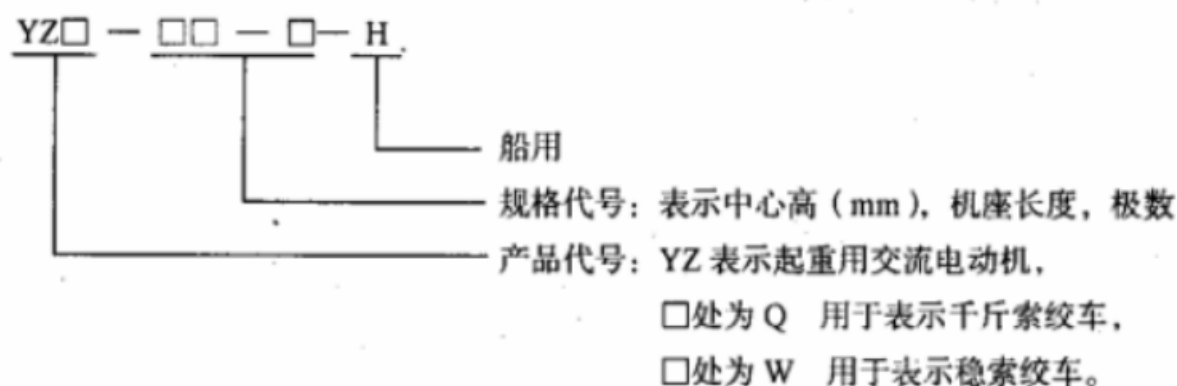 YZ□ — □□ — □— H
船用
规格代号：表示中心高（mm），机座长度，极数
产品代号：YZ 表示起重用交流电动机，
□处为 Q 用于表示千斤索绞车，
□处为 W 用于表示稳索绞车。